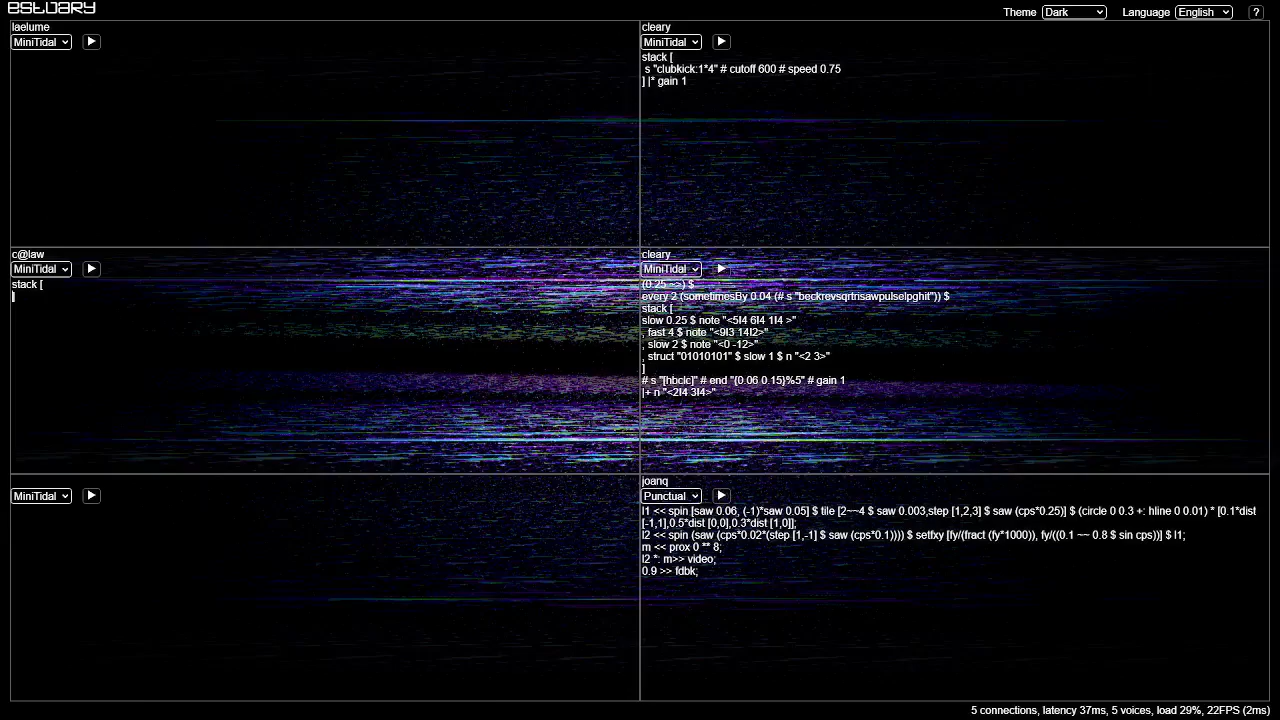 estuary
Theme Dark Language English ?
laelume
MiniTidal
cleary
MiniTidal
stack [
s "clubkick:1*4" # cutoff 600 # speed 0.75
] |* gain 1
c@law
MiniTidal
stack [
]
cleary
MiniTidal
(0.25 ~>) $
every 2 (sometimesBy 0.04 (# s "beckrevsqrtnsawpulselpghit")) $
stack [
slow 0.25 $ note "<5!4 6!4 1!4 >"
, fast 4 $ note "<9!3 14!2>"
, slow 2 $ note "<0 -12>"
, struct "01010101" $ slow 1 $ n "<2 3>"
]
# s "[hbclc]" # end "{0.06 0.15}%5" # gain 1
|+ n "<2!4 3!4>"
MiniTidal
joanq
Punctual
l1 << spin [saw 0.06, (-1)*saw 0.05] $ tile [2~~4 $ saw 0.003,step [1,2,3] $ saw (cps*0.25)] $ (circle 0 0.3 +: hline 0 0.01) * [0.1*dist
[-1,1],0.5*dist [0,0],0.3*dist [1,0]];
l2 << spin (saw (cps*0.02*(step [1,-1] $ saw (cps*0.1)))) $ setfxy [fy/(fract (fy*1000)), fy/((0.1 ~~ 0.8 $ sin cps))] $ l1;
m << prox 0 ** 8;
l2 *: m>> video;
0.9 >> fdbk;
5 connections, latency 37ms, 5 voices, load 29%, 22FPS (2ms)